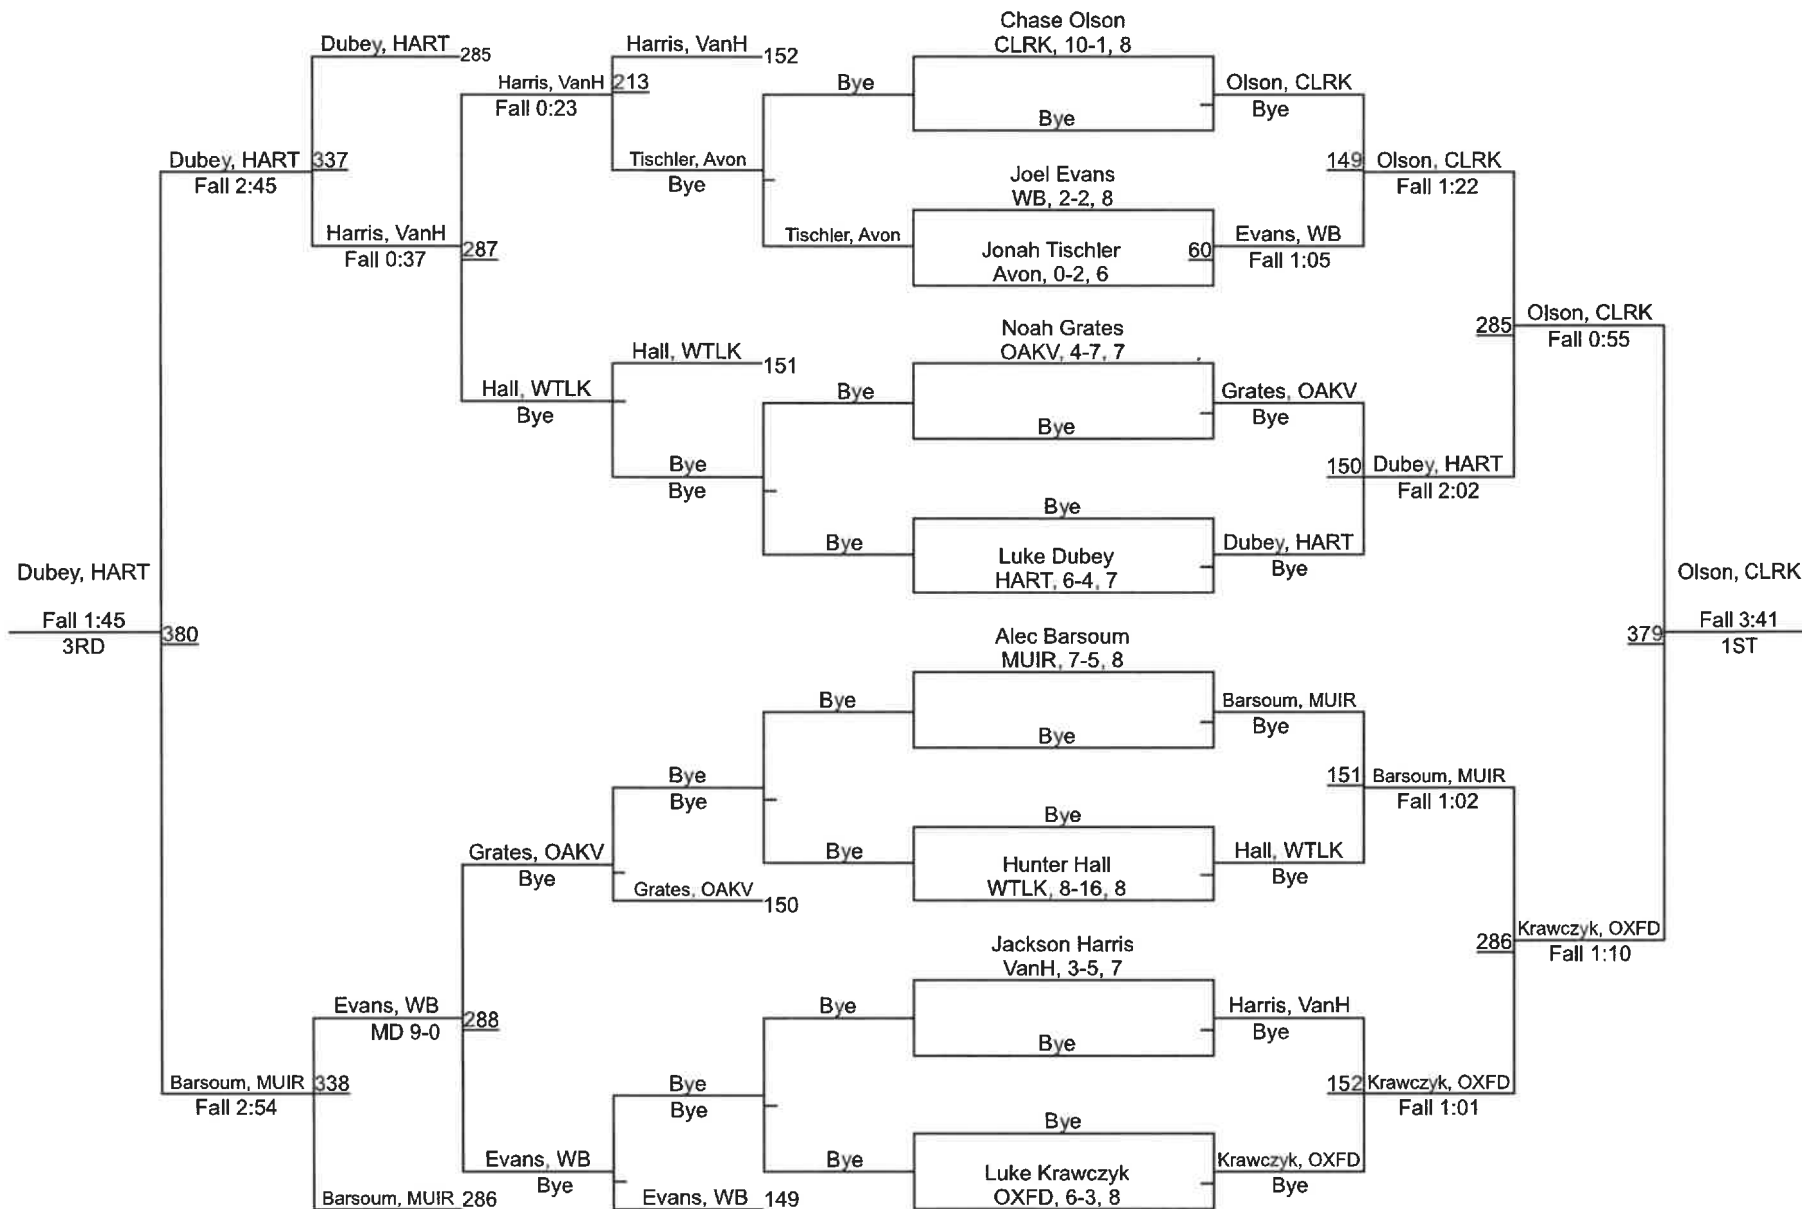 Chase Olson
Dubey, HART 285
Harris, VanH 152
CLRK, 10-1, 8
Harris, VanH 213
Bye
Olson, CLRK
Fall 0:23
Bye
Bye
Dubey, HART 337
Tischler, Avon
149 Olson, CLRK
Fall 2:45
Bye
Joel Evans
Fall 1:22
WB, 2-2, 8
Harris, VanH
Tischler, Avon
Evans, WB
Fall 0:37
287
Jonah Tischler
60
Fall 1:05
Avon, 0-2, 6
Noah Grates
285
Olson, CLRK
Fall 0:55
Hall, WTLK 151
OAKV, 4-7, 7
Hall, WTLK
Bye
Grates, OAKV
Bye
Bye
Bye
Bye
150 Dubey, HART
Bye
Fall 2:02
Bye
Bye
Dubey, HART
Luke Dubey
Bye
HART, 6-4, 7
Dubey, HART
Olson, CLRK
Fall 1:45
380
3RD
379
Fall 3:41
1ST
Alec Barsoum
MUIR, 7-5, 8
Bye
Barsoum, MUIR
Bye
Bye
Bye
151 Barsoum, MUIR
Bye
Fall 1:02
Bye
Grates, OAKV
Bye
Hall, WTLK
Bye
Hunter Hall
Bye
Grates, OAKV 150
WTLK, 8-16, 8
286
Krawczyk, OXFD
Fall 1:10
Jackson Harris
VanH, 3-5, 7
Evans, WB
Bye
Harris, VanH
MD 9-0
288
Bye
Bye
Barsoum, MUIR 338
Bye
152 Krawczyk, OXFD
Fall 2:54
Bye
Fall 1:01
Bye
Evans, WB
Bye
Krawczyk, OXFD
Bye
Luke Krawczyk
Bye
Barsoum, MUIR 286
Evans, WB 149
OXFD, 6-3, 8